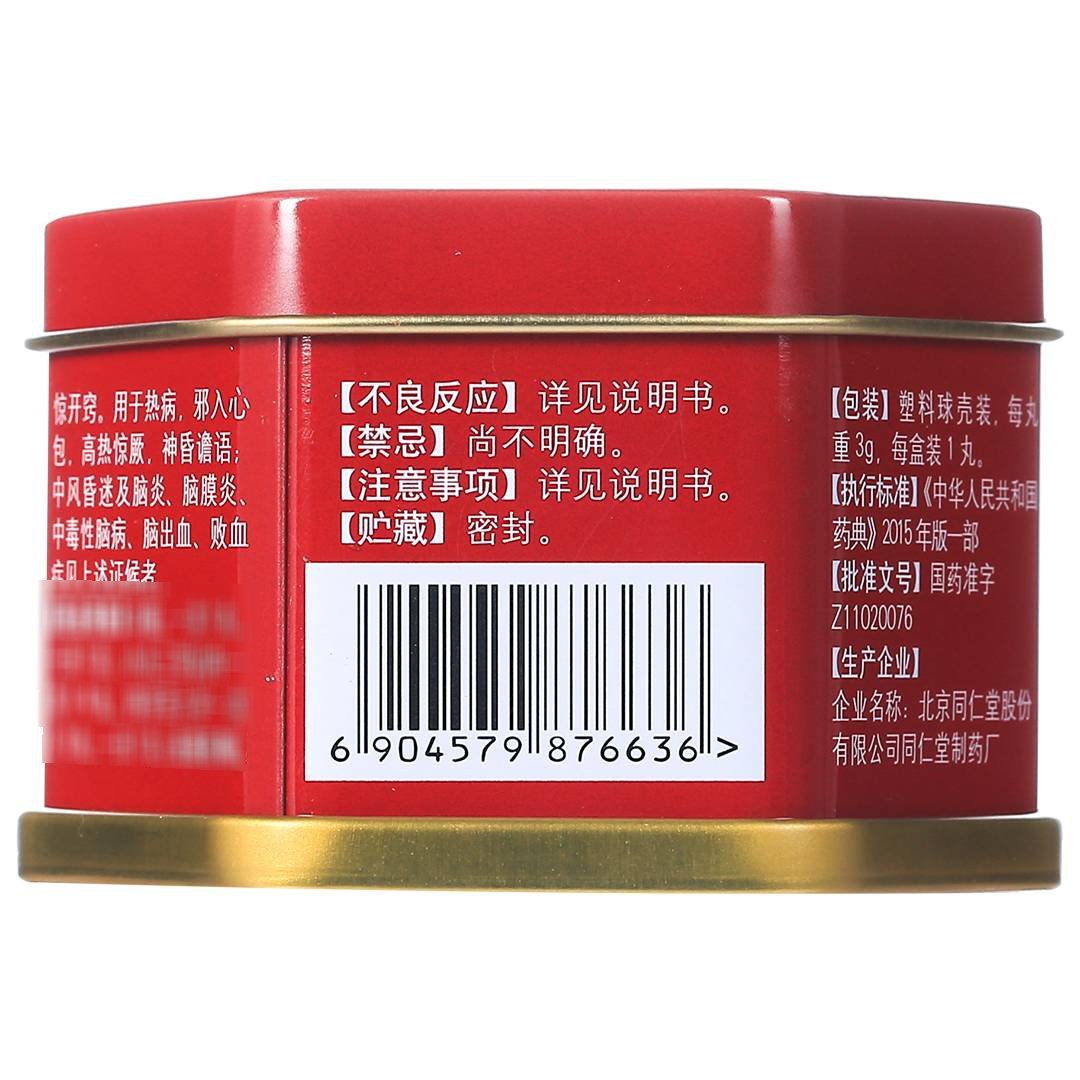 惊开窍。用于热病，邪入心
包，高热惊厥，神昏谵语；
中风昏迷及脑炎、脑膜炎、
中毒性脑病、脑出血、败血
症见上述证候者
【不良反应】详见说明书。
【禁忌】尚不明确。
【注意事项】详见说明书。
【贮藏】密封。
6 904579 876636 >
【包装】塑料球壳装，每丸
重3g，每盒装1丸。
【执行标准】《中华人民共和国
药典》2015年版一部
【批准文号】国药准字
Z11020076
【生产企业】
企业名称：北京同仁堂股份
有限公司同仁堂制药厂